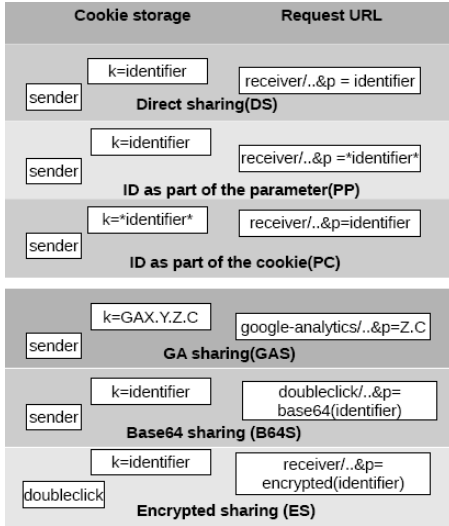 Cookie storage
Request URL
k=identifier
receiver/..&p = identifier
sender
Direct sharing(DS)
k=identifier
receiver/..&p =*identifier*
sender
ID as part of the parameter(PP)
k=*identifier*
receiver/..&p=identifier
sender
ID as part of the cookie(PC)
k=GAX.Y.Z.C
google-analytics/..&p=Z.C
sender
GA sharing(GAS)
k=identifier
doubleclick/..&p=
base64(identifier)
sender
Base64 sharing (B64S)
k=identifier
receiver/..&p=
encrypted(identifier)
doubleclick
Encrypted sharing (ES)